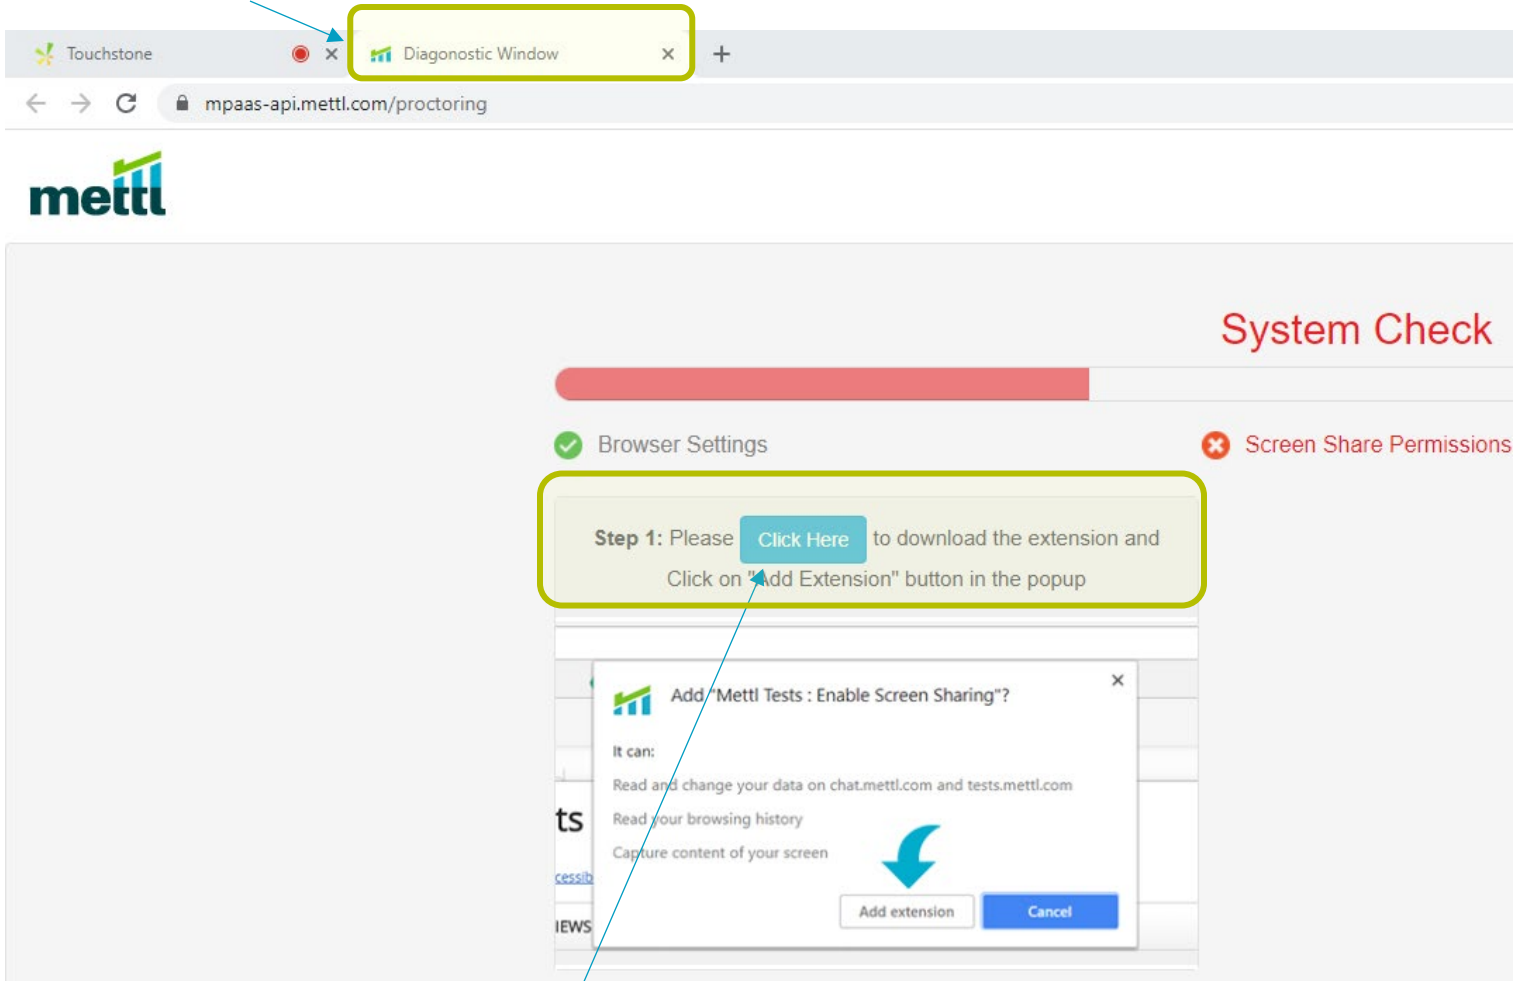 Touchstone
Diagonostic Window
mpaas-api.mettl.com/proctoring
mettl
System Check
Browser Settings
Screen Share Permissions
Step 1: Please Click Here to download the extension and
Click on "Add Extension" button in the popup
Add "Mettl Tests : Enable Screen Sharing"?
It can:
Read and change your data on chat.mettl.com and tests.mettl.com
ts
Read your browsing history
Capture content of your screen
cessib
Add extension
Cancel
IEWS